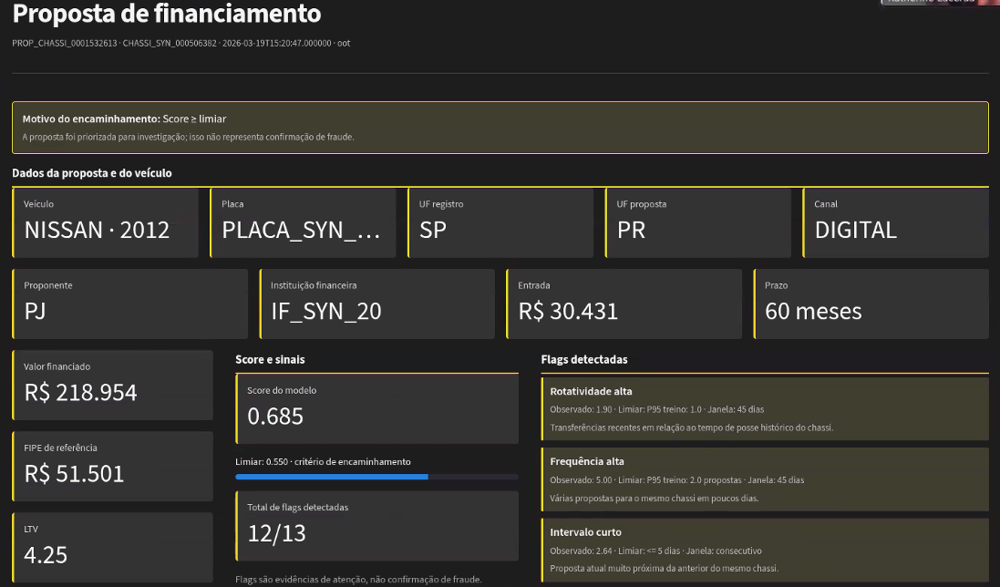 Proposta de financiamento
PROP_CHASSI_0001532613 · CHASSI_SYN_000506382 · 2026-03-19T15:20:47.000000 · oot
Motivo do encaminhamento: Score ≥ limiar
A proposta foi priorizada para investigação; isso não representa confirmação de fraude.
Dados da proposta e do veículo
Veículo
NISSAN · 2012
Placa
PLACA_SYN_...
UF registro
SP
UF proposta
PR
Canal
DIGITAL
Proponente
PJ
Instituição financeira
IF_SYN_20
Entrada
R$ 30.431
Prazo
60 meses
Valor financiado
R$ 218.954
FIPE de referência
R$ 51.501
LTV
4.25
Score e sinais
Score do modelo
0.685
Limiar: 0.550 · critério de encaminhamento
Total de flags detectadas
12/13
Flags são evidências de atenção, não confirmação de fraude.
Flags detectadas
Rotatividade alta
Observado: 1.90 · Limiar: P95 treino: 1.0 · Janela: 45 dias
Transferências recentes em relação ao tempo de posse histórico do chassi.
Frequência alta
Observado: 5.00 · Limiar: P95 treino: 2.0 propostas · Janela: 45 dias
Várias propostas para o mesmo chassi em poucos dias.
Intervalo curto
Observado: 2.64 · Limiar: <= 5 dias · Janela: consecutivo
Proposta atual muito próxima da anterior do mesmo chassi.